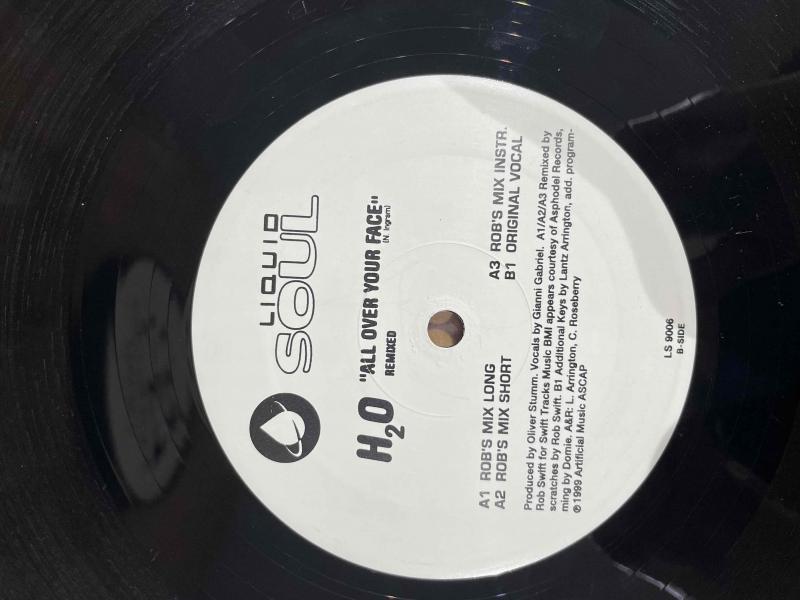 LIQUID
SOUL
H2O "ALL OVER YOUR FACE"
(N. Ingram)
REMIXED
A1 ROB'S MIX LONG
A2 ROB'S MIX SHORT
A3 ROB'S MIX INSTR.
B1 ORIGINAL VOCAL
Produced by Oliver Stumm. Vocals by Gianni Gabriel. A1/A2/A3 Remixed by
Rob Swift for Swift Tracks Music BMI appears courtesy of Asphodel Records,
scratches by Rob Swift. B1 Additional Keys by Lantz Arrington, add. program-
ming by Domie. A&R: L. Arrington, C. Roseberry
℗1999 Artificial Music ASCAP
LS 9006
B-SIDE